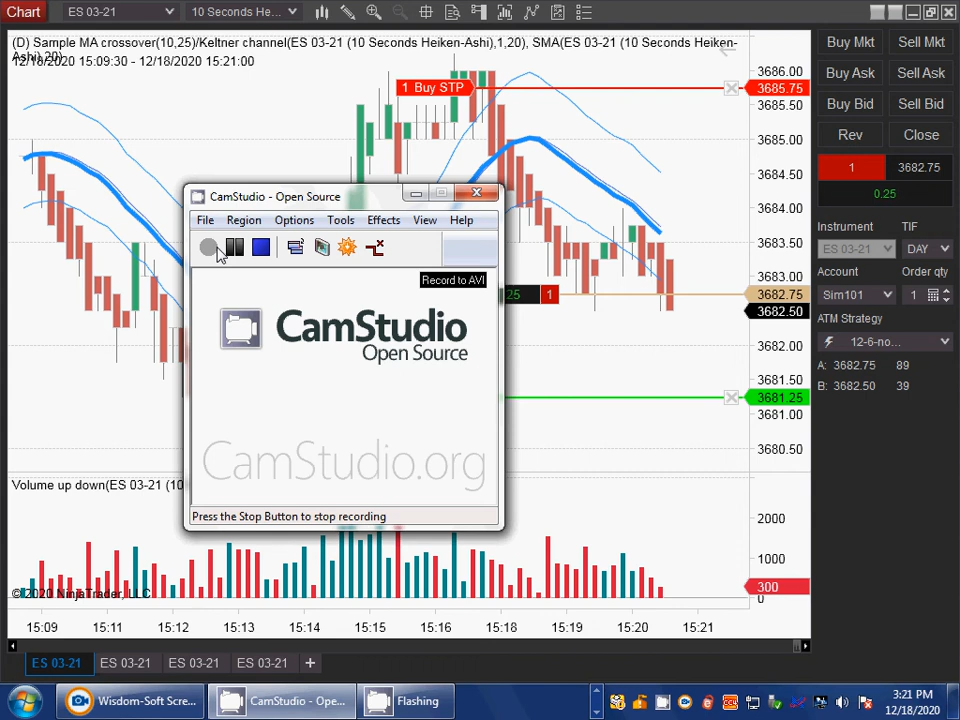 Chart
ES 03-21
10 Seconds He...
(D) Sample MA crossover(10,25)/Keltner channel(ES 03-21 (10 Seconds Heiken-Ashi),1,20), SMA(ES 03-21 (10 Seconds Heiken-
Ashi),20)
12/18/2020 15:09:30 - 12/18/2020 15:21:00
1 Buy STP
3686.00
3685.75
3685.50
3685.00
3684.50
3684.00
3683.50
3683.00
3682.75
3682.50
3682.00
3681.50
3681.25
3681.00
3680.50
25
1
CamStudio - Open Source
File Region Options Tools Effects View Help
Record to AVI
CamStudio
Open Source
CamStudio.org
Press the Stop Button to stop recording
Volume up down(ES 03-21 (10
2000
1000
300
0
© 2020 NinjaTrader, LLC
15:09 15:11 15:12 15:13 15:14 15:15 15:16 15:18 15:19 15:20 15:21
ES 03-21 ES 03-21 ES 03-21 ES 03-21 +
Buy Mkt Sell Mkt
Buy Ask Sell Ask
Buy Bid Sell Bid
Rev Close
1 3682.75
0.25
Instrument TIF
ES 03-21 DAY
Account Order qty
Sim101 1
ATM Strategy
12-6-no...
A: 3682.75 89
B: 3682.50 39
Wisdom-Soft Scre...
CamStudio - Ope...
Flashing
3:21 PM
12/18/2020